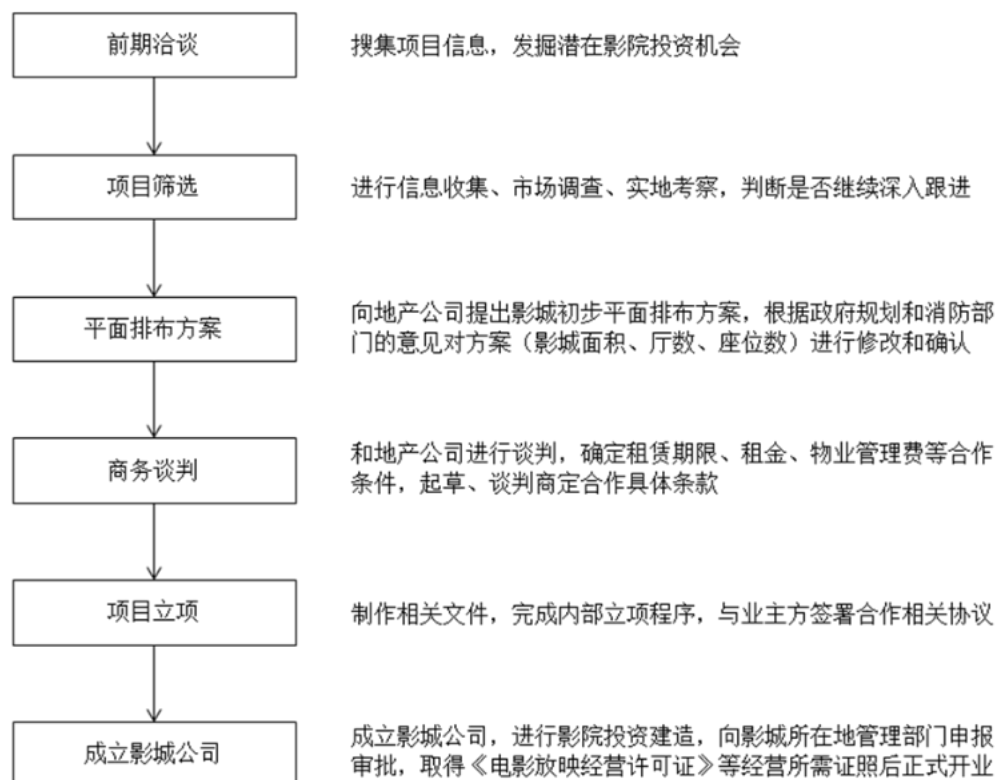 前期洽谈
搜集项目信息，发掘潜在影院投资机会
项目筛选
进行信息收集、市场调查、实地考察，判断是否继续深入跟进
平面排布方案
向地产公司提出影城初步平面排布方案，根据政府规划和消防部
门的意见对方案（影城面积、厅数、座位数）进行修改和确认
商务谈判
和地产公司进行谈判，确定租赁期限、租金、物业管理费等合作
条件，起草、谈判商定合作具体条款
项目立项
制作相关文件，完成内部立项程序，与业主方签署合作相关协议
成立影城公司
成立影城公司，进行影院投资建造，向影城所在地管理部门申报
审批，取得《电影放映经营许可证》等经营所需证照后正式开业